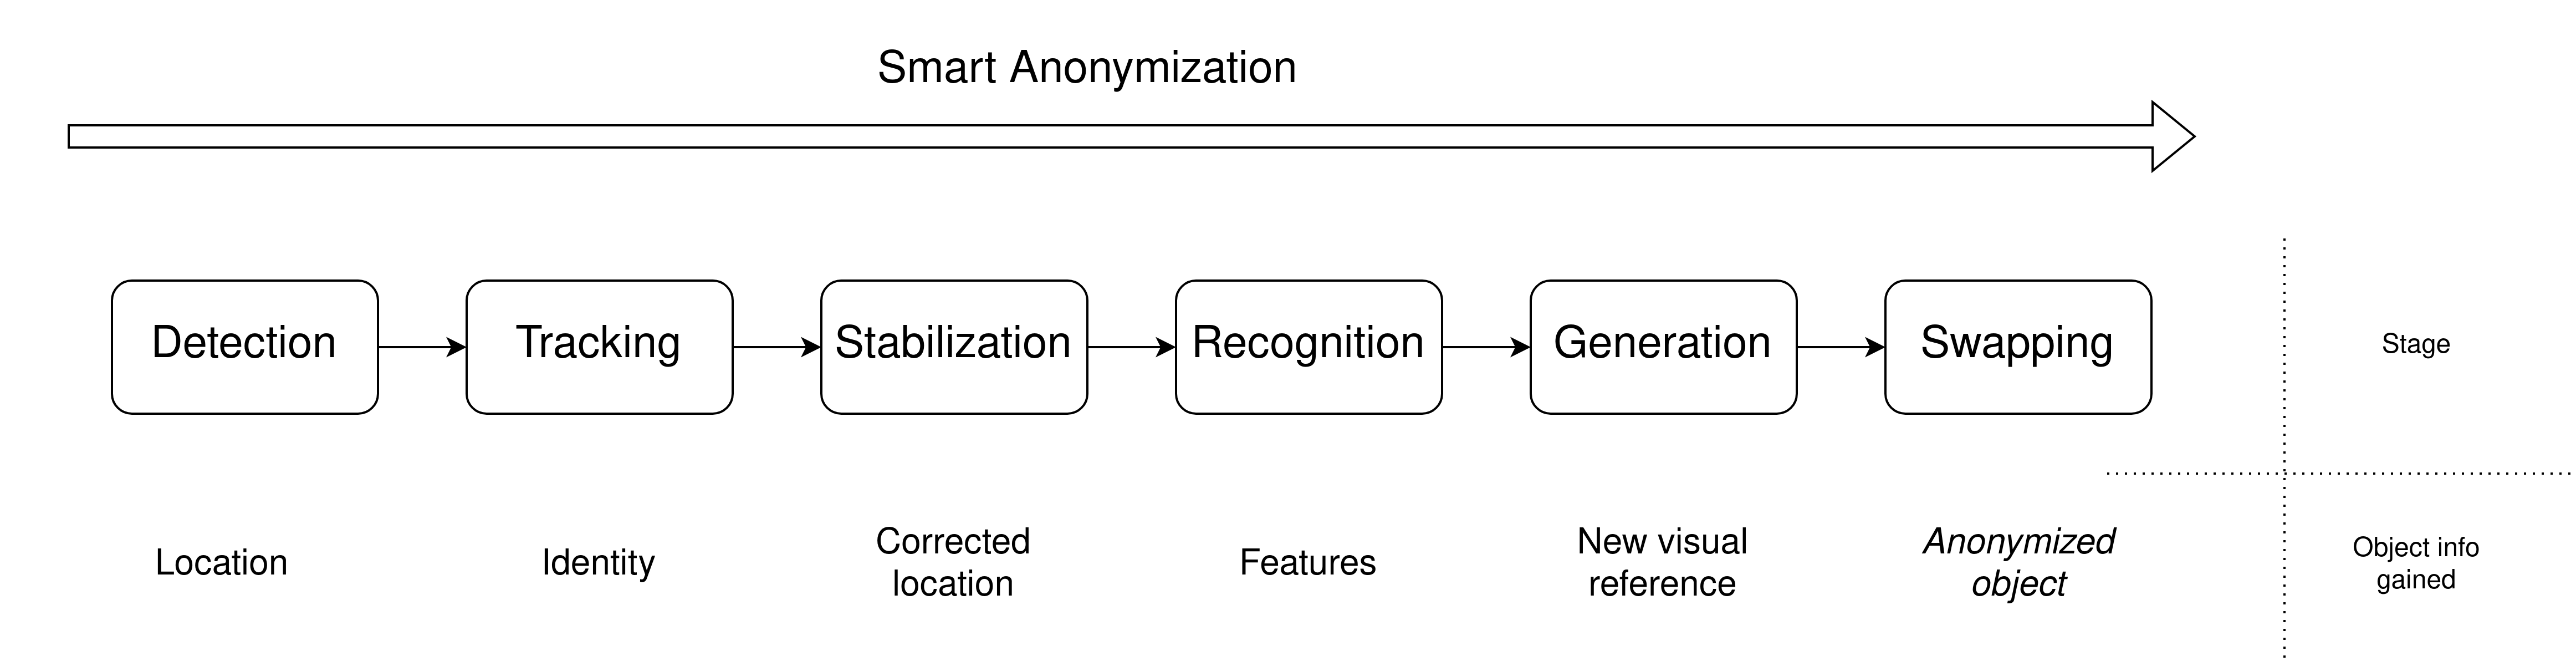 Smart Anonymization
Detection
Tracking
Stabilization
Recognition
Generation
Swapping
Stage
Location
Identity
Corrected
location
Features
New visual
reference
Anonymized
object
Object info
gained